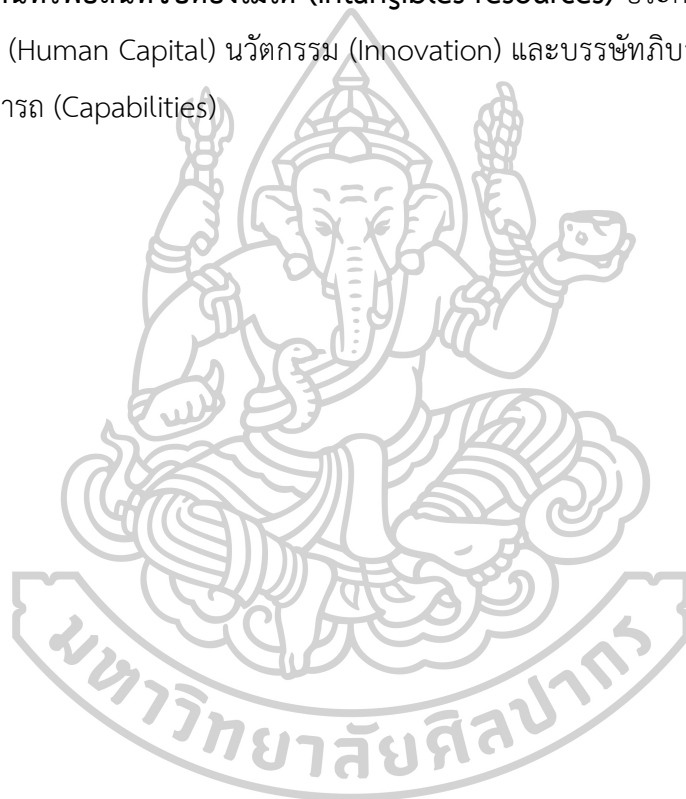 (Intangibles resources)
(Human Capital) นวัตกรรม (Innovation) และบรรษัทภิบ
ารถ (Capabilities)
มหาวิทยาลัยศิลปากร